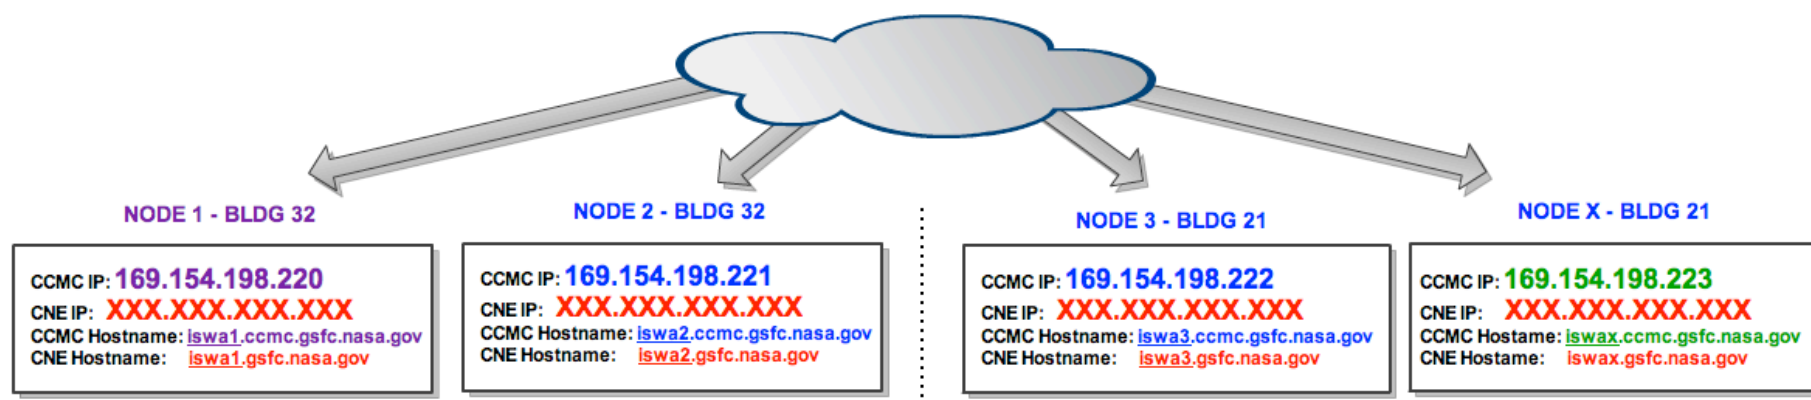 NODE 1 - BLDG 32
CCMC IP: 169.154.198.220
CNE IP: XXX.XXX.XXX.XXX
CCMC Hostname: iswa1.ccmc.gsfc.nasa.gov
CNE Hostname: iswa1.gsfc.nasa.gov
NODE 2 - BLDG 32
CCMC IP: 169.154.198.221
CNE IP: XXX.XXX.XXX.XXX
CCMC Hostname: iswa2.ccmc.gsfc.nasa.gov
CNE Hostname: iswa2.gsfc.nasa.gov
NODE 3 - BLDG 21
CCMC IP: 169.154.198.222
CNE IP: XXX.XXX.XXX.XXX
CCMC Hostname: iswa3.ccmc.gsfc.nasa.gov
CNE Hostname: iswa3.gsfc.nasa.gov
NODE X - BLDG 21
CCMC IP: 169.154.198.223
CNE IP: XXX.XXX.XXX.XXX
CCMC Hostame: iswax.ccmc.gsfc.nasa.gov
CNE Hostame: iswax.gsfc.nasa.gov